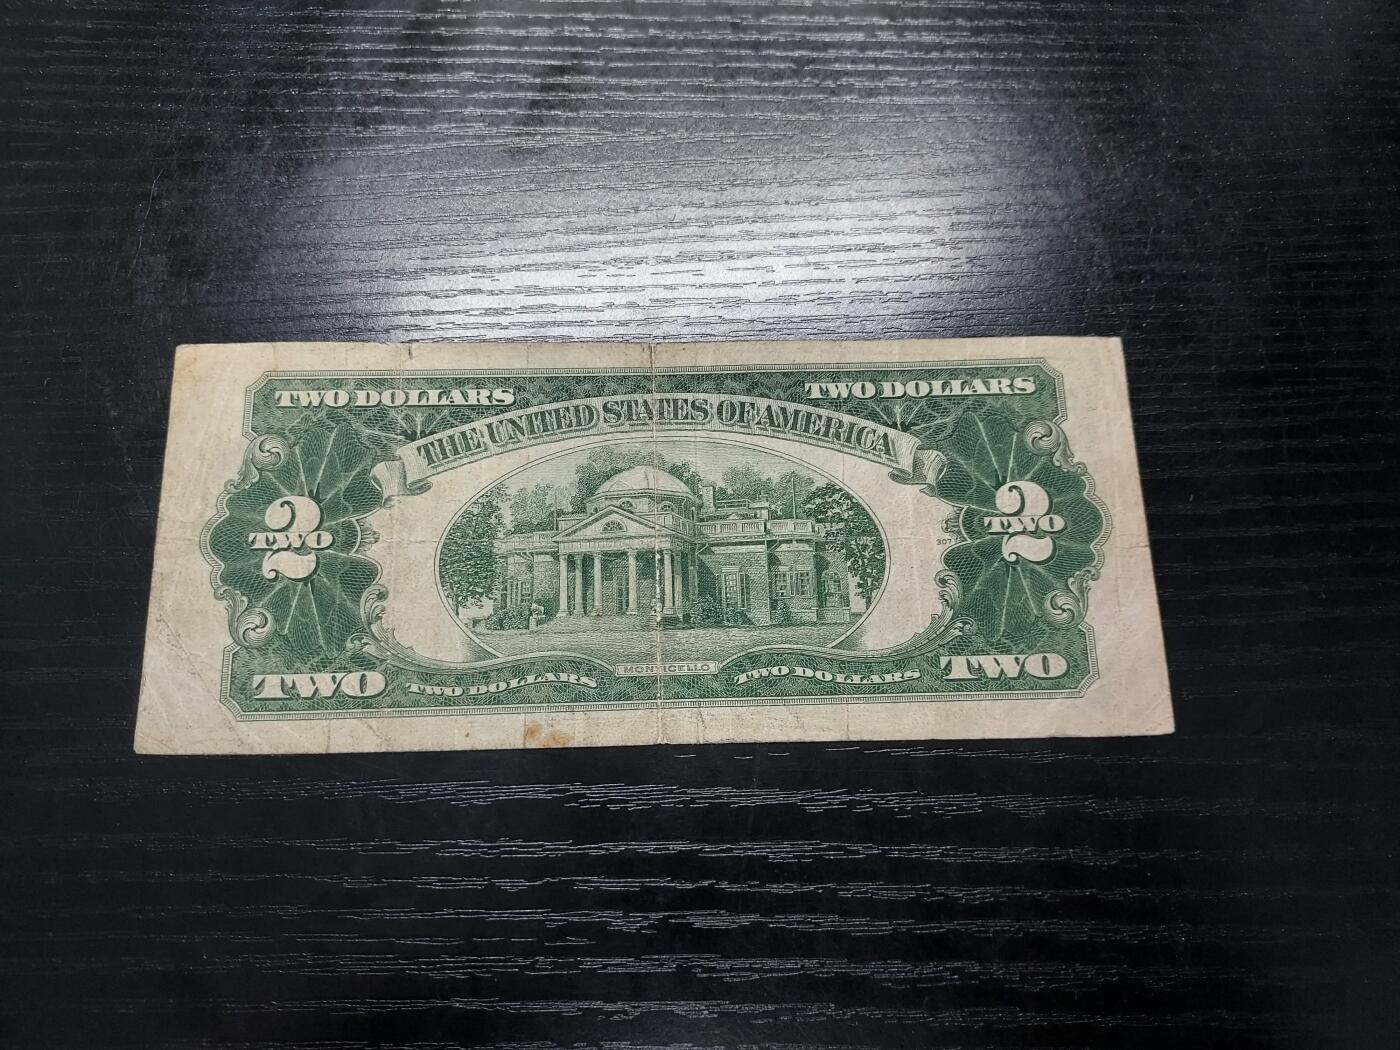 TWO DOLLARS
TWO DOLLARS
THE UNITED STATES OF AMERICA
2
TWO
2
TWO
MONTICELLO
TWO
TWO DOLLARS
TWO DOLLARS
TWO